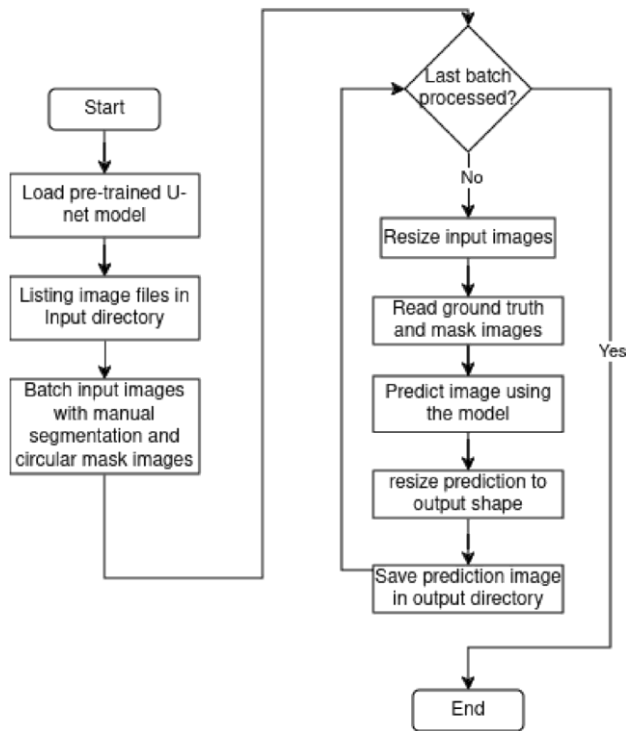 Start
Load pre-trained U-
net model
Listing image files in
Input directory
Batch input images
with manual
segmentation and
circular mask images
Last batch
processed?
No
Yes
Resize input images
Read ground truth
and mask images
Predict image using
the model
resize prediction to
output shape
Save prediction image
in output directory
End